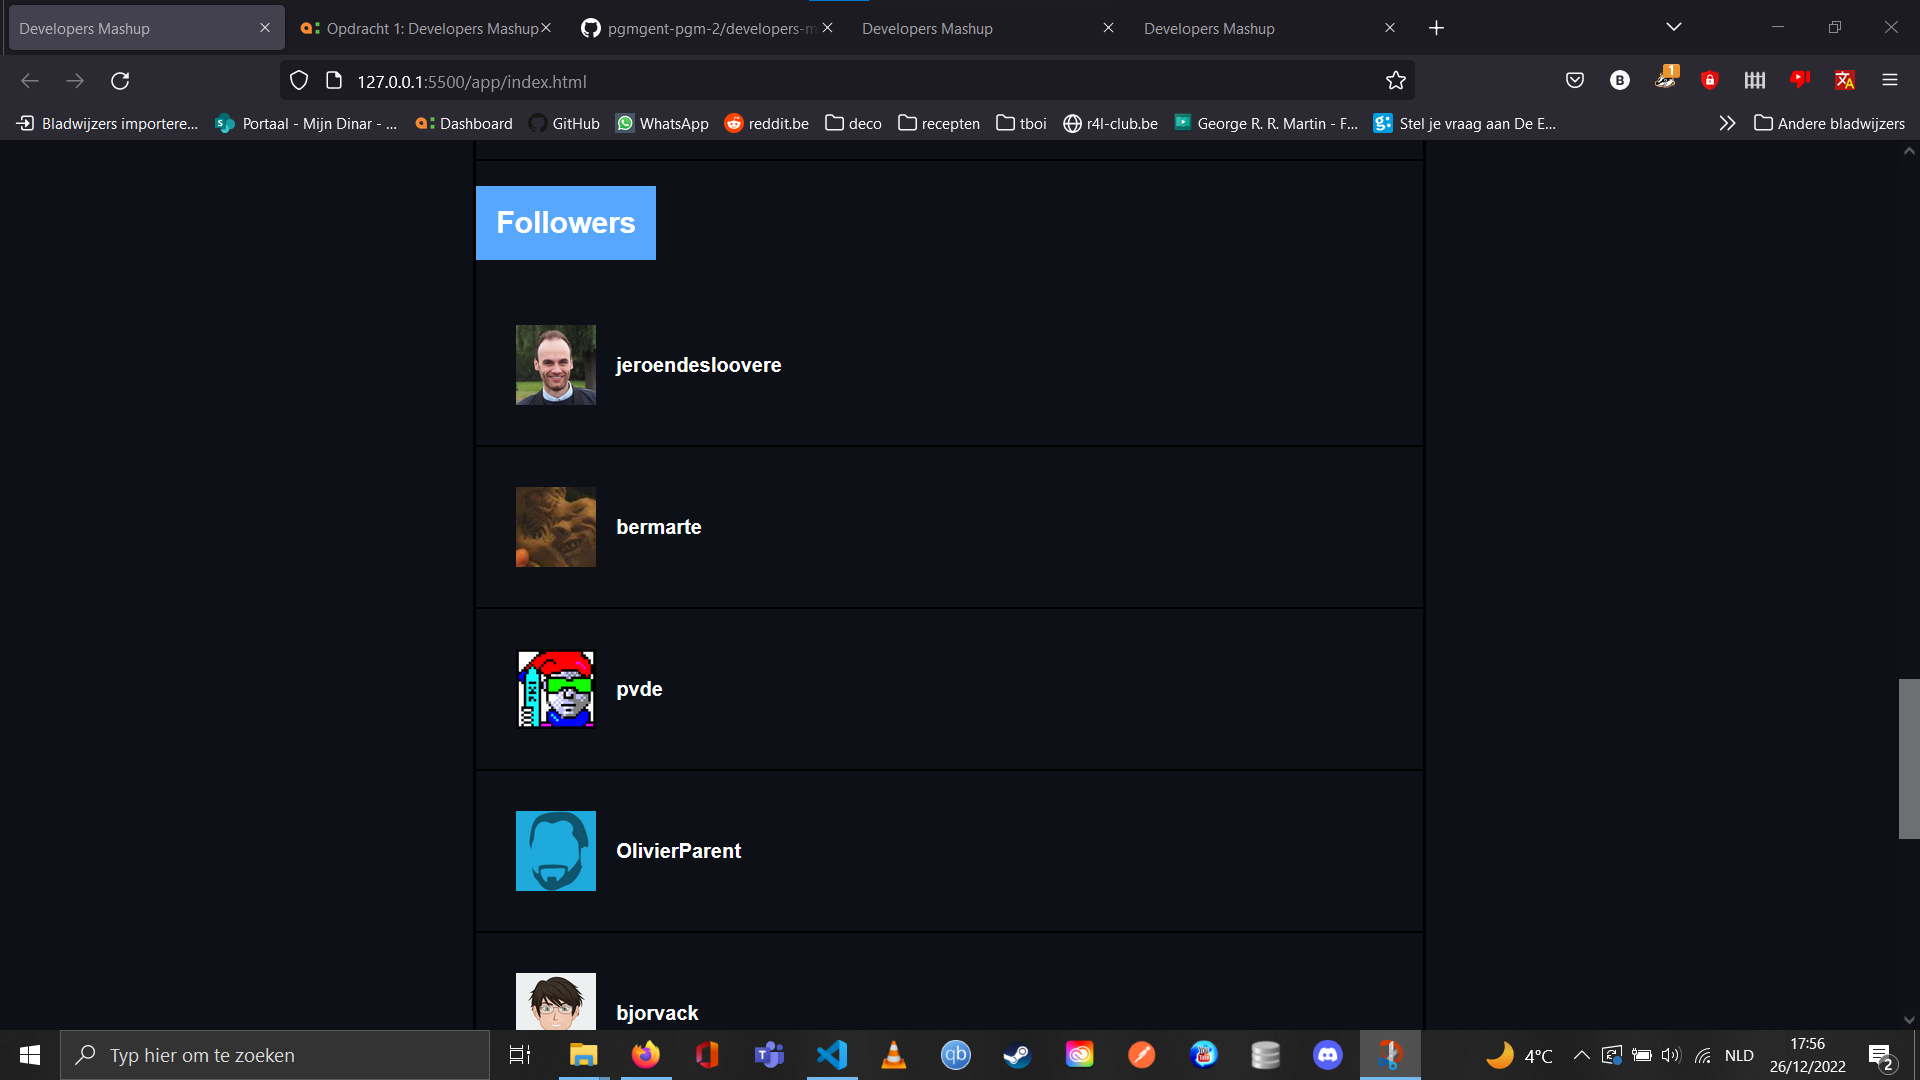 Developers Mashup
Opdracht 1: Developers Mashup
pgmgent-pgm-2/developers-m
Developers Mashup
Developers Mashup
127.0.0.1:5500/app/index.html
B
1
Bladwijzers importere...
Portaal - Mijn Dinar - ...
Dashboard
GitHub
WhatsApp
reddit.be
deco
recepten
tboi
r4l-club.be
George R. R. Martin - F...
Stel je vraag aan De E...
Andere bladwijzers
Followers
jeroendesloovere
bermarte
pvde
OlivierParent
bjorvack
Typ hier om te zoeken
qb
4°C
NLD
17:56
26/12/2022
2